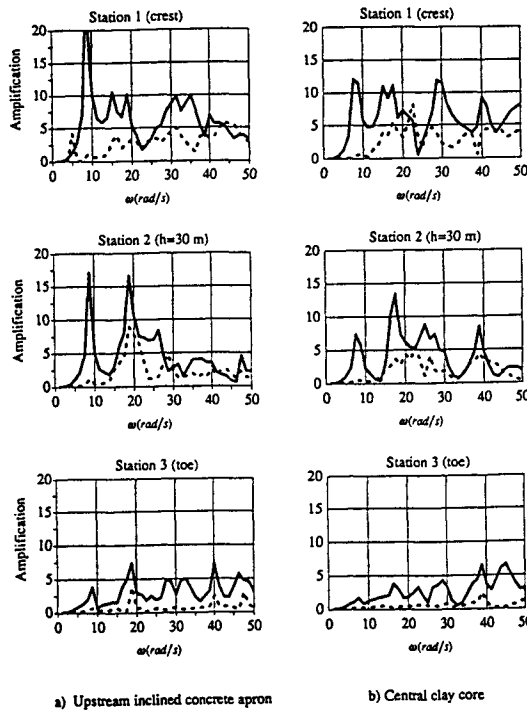 Station 1 (crest)
Amplification
20
15
10
5
0
0 10 20 30 40 50
ω(rad/s)
Station 1 (crest)
20
15
10
5
0
0 10 20 30 40 50
ω(rad/s)
Station 2 (h=30 m)
Amplification
20
15
10
5
0
0 10 20 30 40 50
ω(rad/s)
Station 2 (h=30 m)
20
15
10
5
0
0 10 20 30 40 50
ω(rad/s)
Station 3 (toe)
Amplification
20
15
10
5
0
0 10 20 30 40 50
ω(rad/s)
Station 3 (toe)
20
15
10
5
0
0 10 20 30 40 50
ω(rad/s)
a) Upstream inclined concrete apron
b) Central clay core